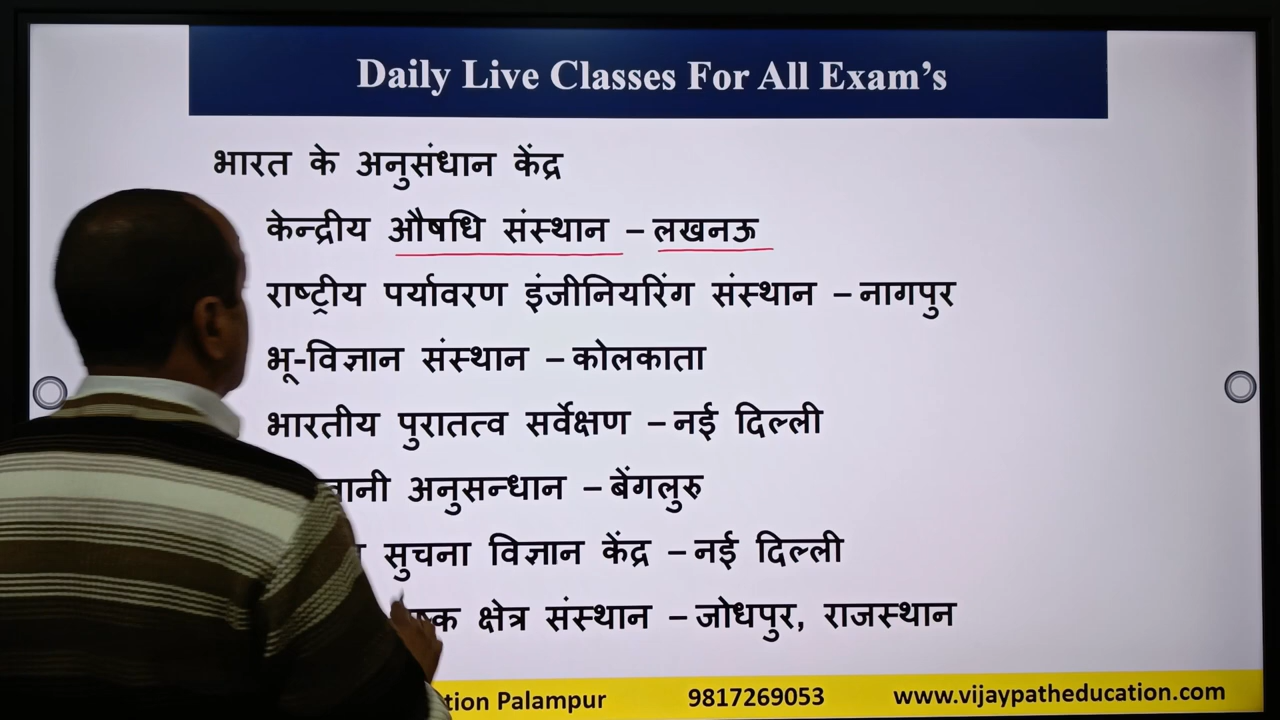 Daily Live Classes For All Exam's
भारत के अनुसंधान केंद्र
केन्द्रीय औषधि संस्थान – लखनऊ
राष्ट्रीय पर्यावरण इंजीनियरिंग संस्थान – नागपुर
भू-विज्ञान संस्थान – कोलकाता
भारतीय पुरातत्व सर्वेक्षण – नई दिल्ली
अनुसन्धान – बेंगलुरु
सुचना विज्ञान केंद्र – नई दिल्ली
क्षेत्र संस्थान – जोधपुर, राजस्थान
Palampur 9817269053 www.vijaypatheducation.com